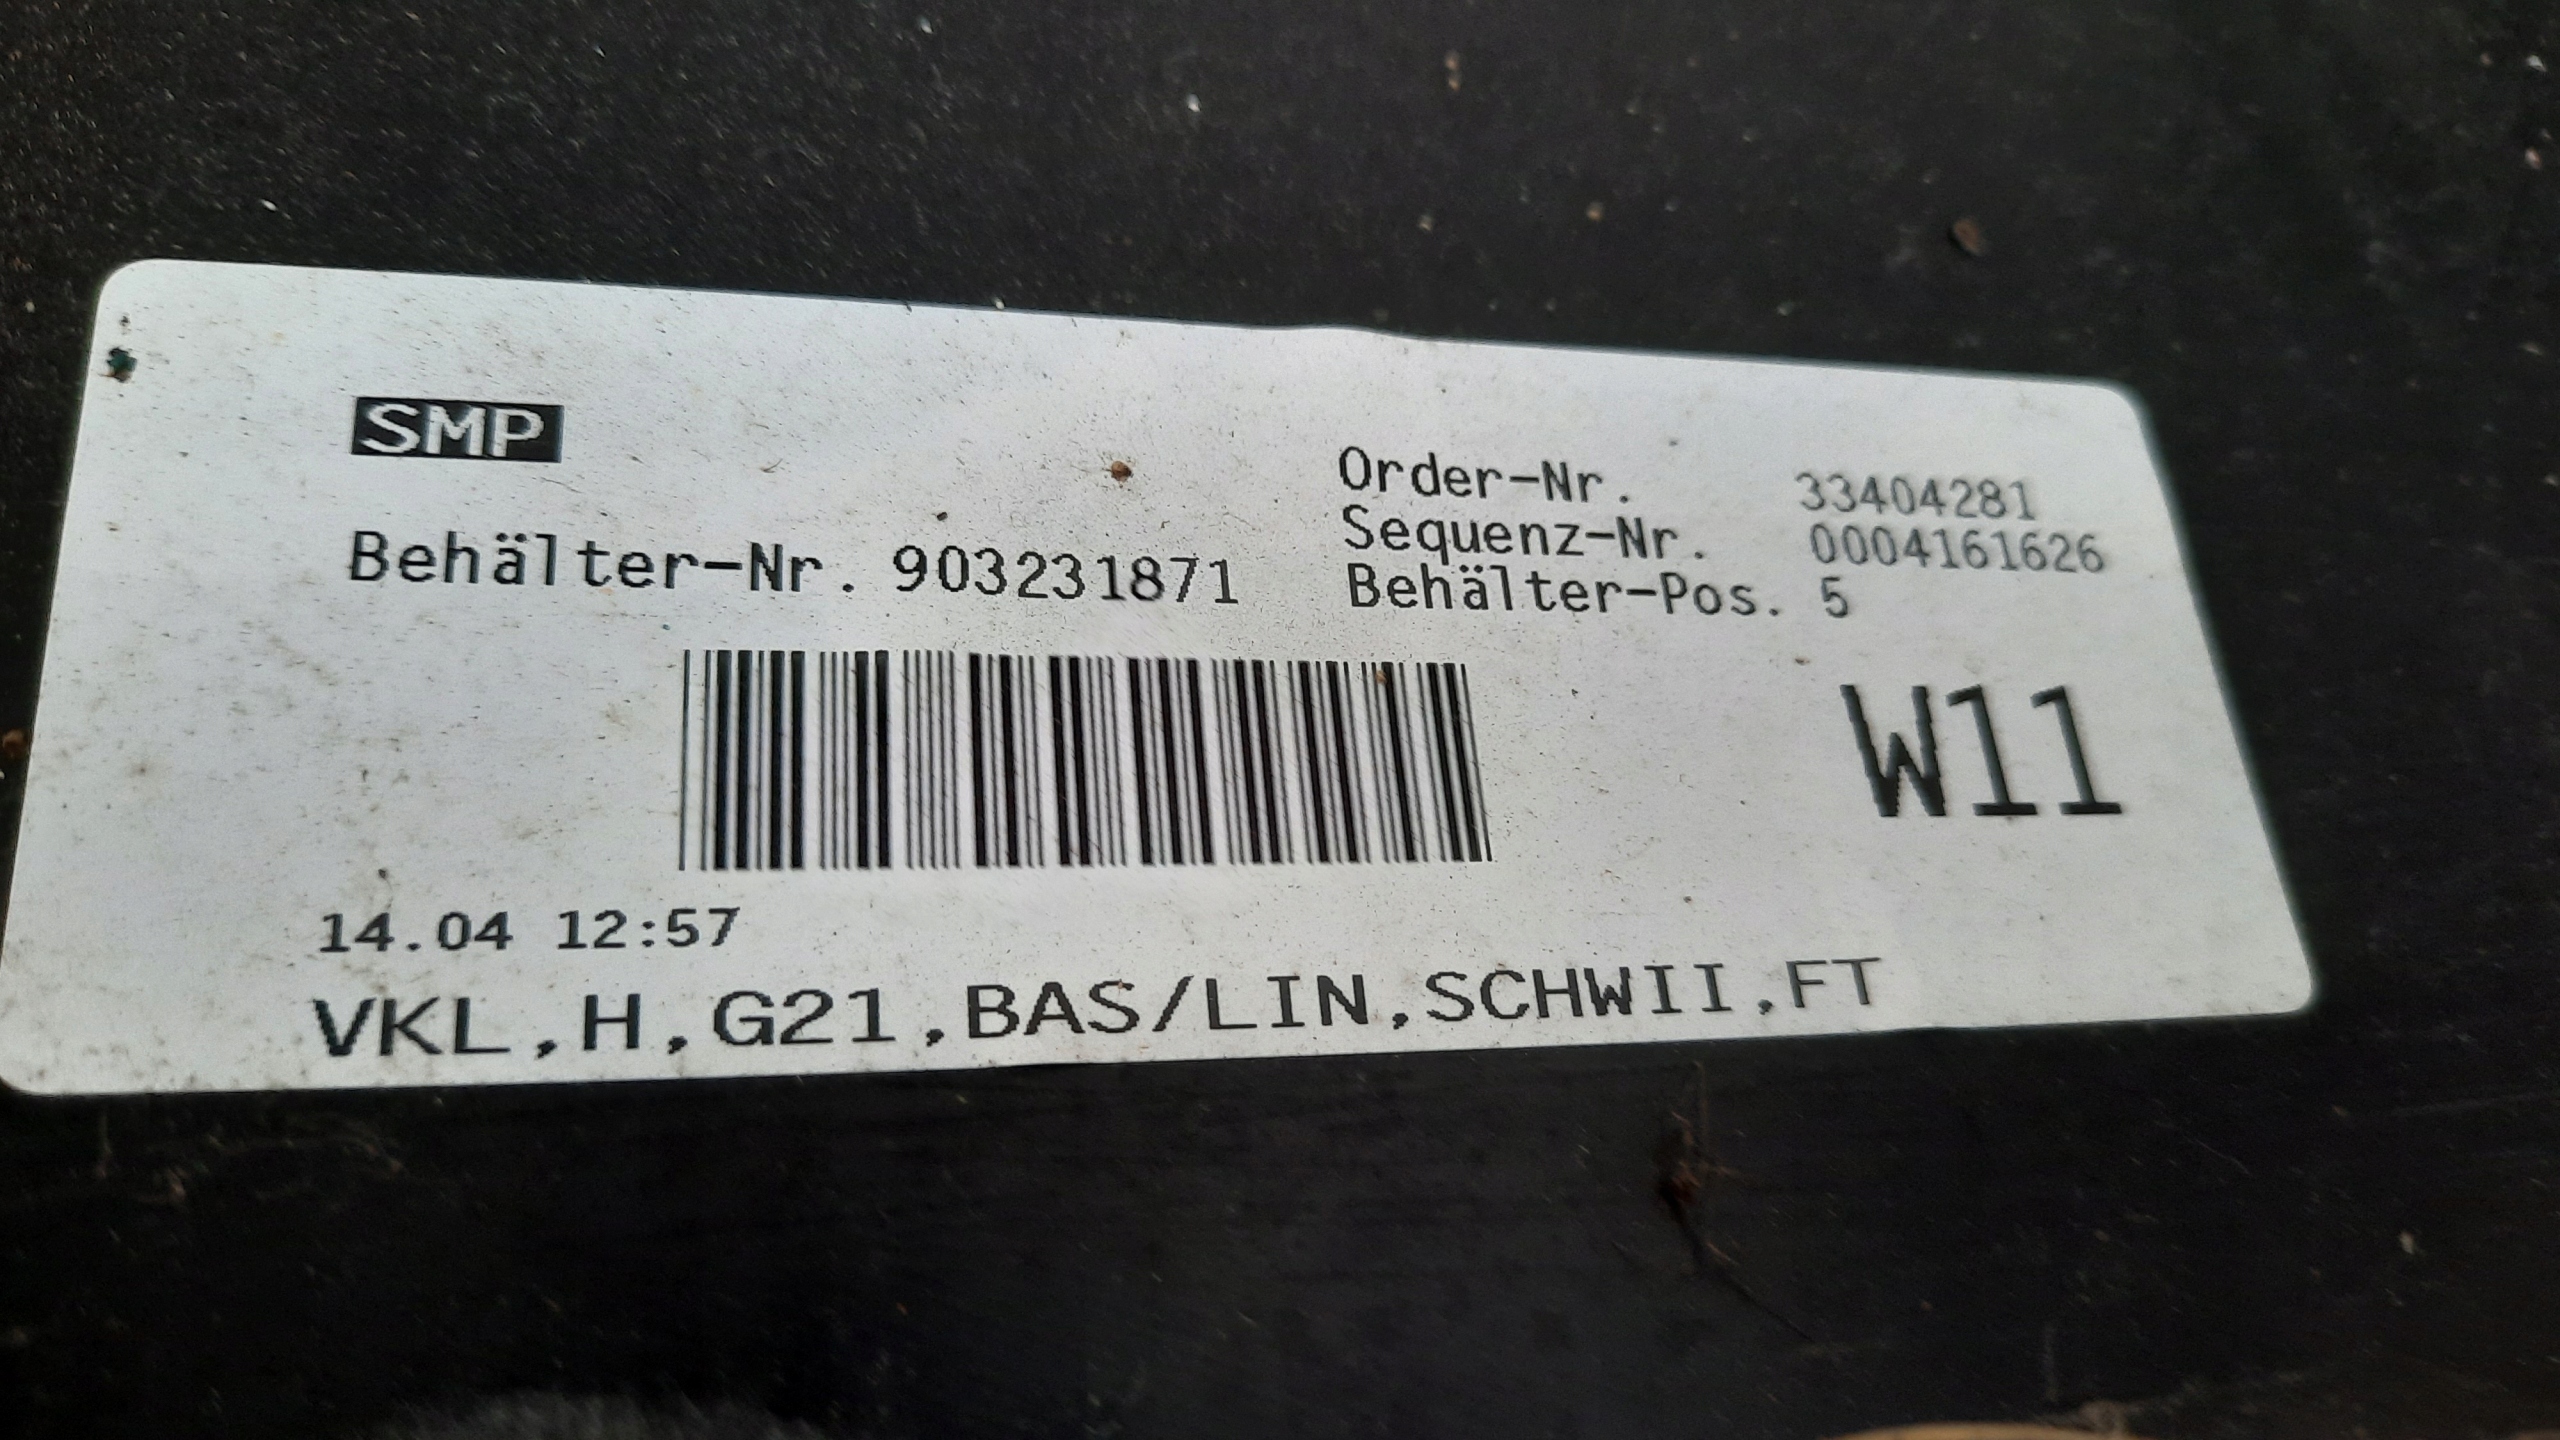 SMP
Order-Nr. 33404281
Sequenz-Nr. 0004161626
Behälter-Nr. 903231871
Behälter-Pos. 5
W11
14.04 12:57
VKL,H,G21,BAS/LIN,SCHWII,FT